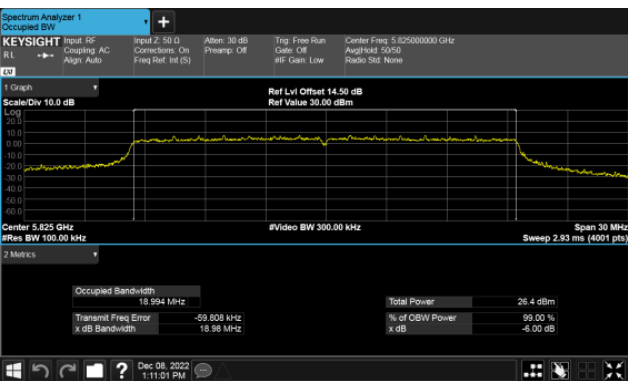 Spectrum Analyzer 1
Occupied BW
KEYSIGHT Input: RF Input Z: 50 Ω Atten: 30 dB Trig: Free Run Center Freq: 5.825000000 GHz
RL Coupling: AC Corrections: On Preamp: Off Gate: Off Avg|Hold: 50/50
Align: Auto Freq Ref: Int (S) #IF Gain: Low Radio Std: None
LXI
1 Graph Ref Lvl Offset 14.50 dB
Scale/Div 10.0 dB Ref Value 30.00 dBm
Log
20.0
10.0
0.00
-10.0
-20.0
-30.0
-40.0
-50.0
-60.0
Center 5.825 GHz #Video BW 300.00 kHz Span 30 MHz
#Res BW 100.00 kHz Sweep 2.93 ms (4001 pts)
2 Metrics
Occupied Bandwidth
18.994 MHz Total Power 26.4 dBm
Transmit Freq Error -59.808 kHz % of OBW Power 99.00 %
x dB Bandwidth 18.98 MHz x dB -6.00 dB
? Dec 08, 2022
1:11:01 PM